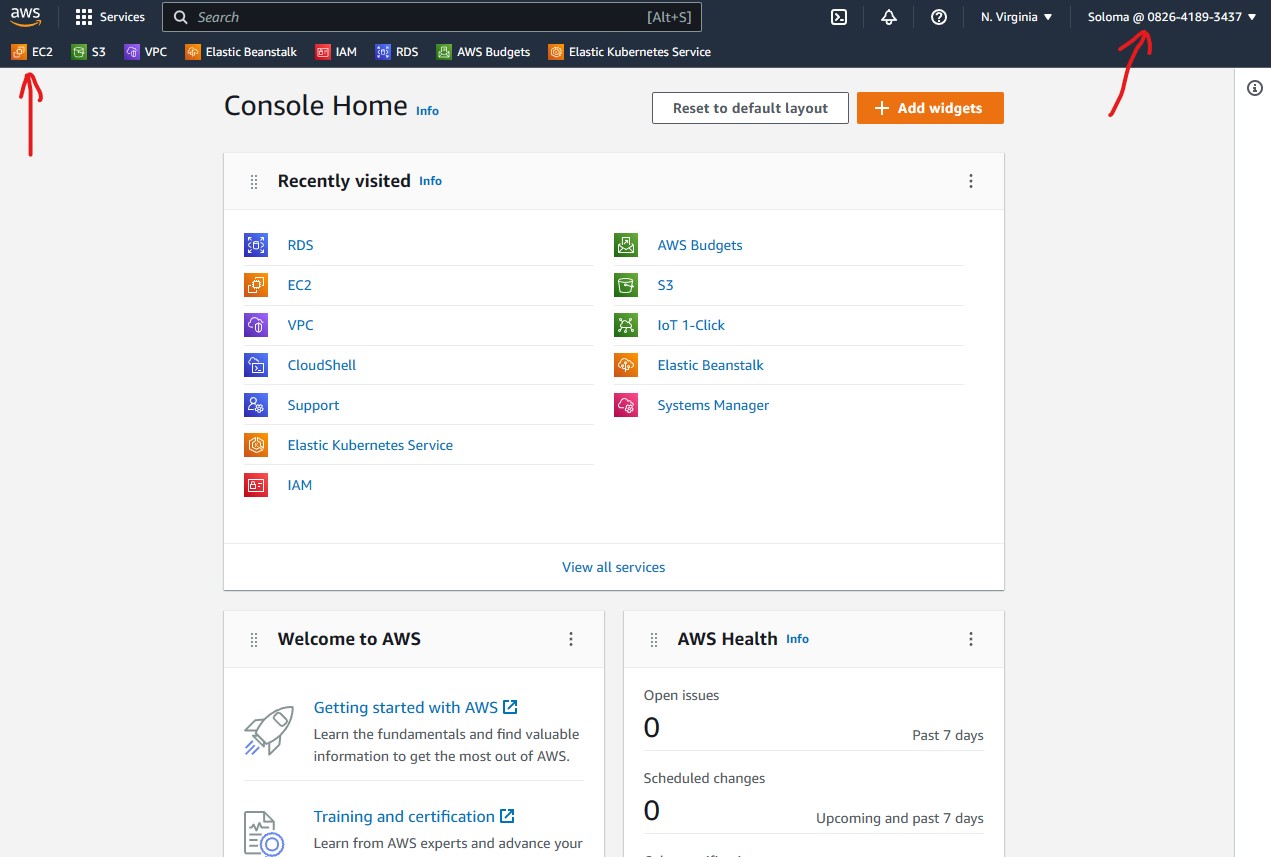 aws Services Search [Alt+S] N. Virginia Soloma @ 0826-4189-3437
EC2 S3 VPC Elastic Beanstalk IAM RDS AWS Budgets Elastic Kubernetes Service
Console Home Info Reset to default layout Add widgets
Recently visited Info
RDS AWS Budgets
EC2 S3
VPC IoT 1-Click
CloudShell Elastic Beanstalk
Support Systems Manager
Elastic Kubernetes Service
IAM
View all services
Welcome to AWS
Getting started with AWS
Learn the fundamentals and find valuable
information to get the most out of AWS.
Training and certification
Learn from AWS experts and advance your
AWS Health Info
Open issues
0 Past 7 days
Scheduled changes
0 Upcoming and past 7 days